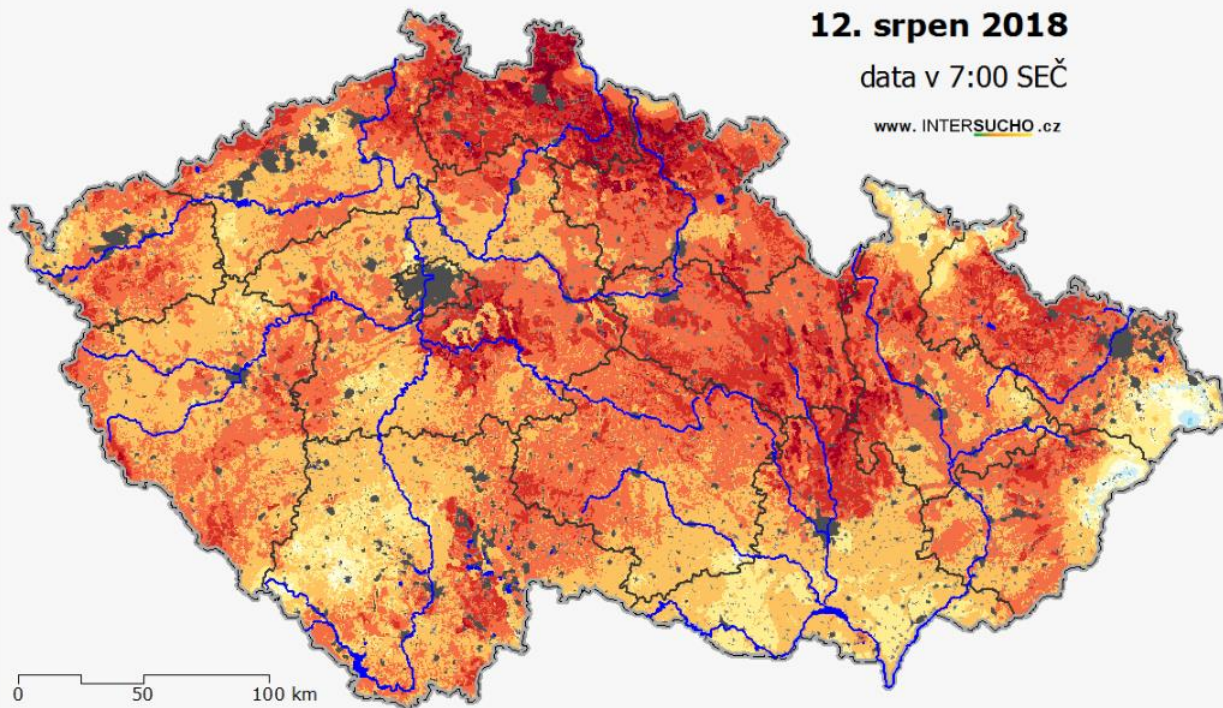 12. srpen 2018
data v 7:00 SEČ
www. INTERSUCHO .cz
0 50 100 km